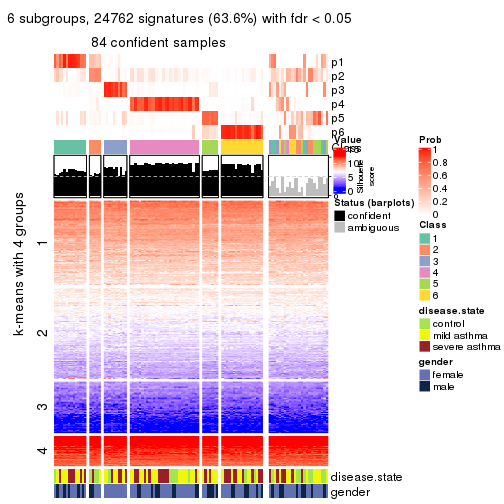 6 subgroups, 24762 signatures (63.6%) with fdr < 0.05
84 confident samples
p1
p2
p3
p4
p5
p6
Value
10
5
0
Silhouette
score
Status (barplots)
confident
ambiguous
Prob
1
0.8
0.6
0.4
0.2
0
Class
1
2
3
4
5
6
disease.state
control
mild asthma
severe asthma
gender
female
male
k-means with 4 groups
1
2
3
4
disease.state
gender